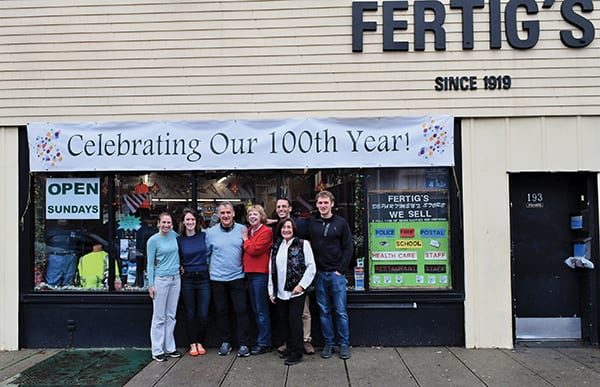 FERTIG'S
SINCE 1919
Celebrating Our 100th Year!
OPEN
SUNDAYS
FERTIG'S
DEPARTMENT STORE
WE SELL
POLICE FIRE POSTAL
SCHOOL
HEALTH CARE STAFF
RESTAURANT STAFF
193